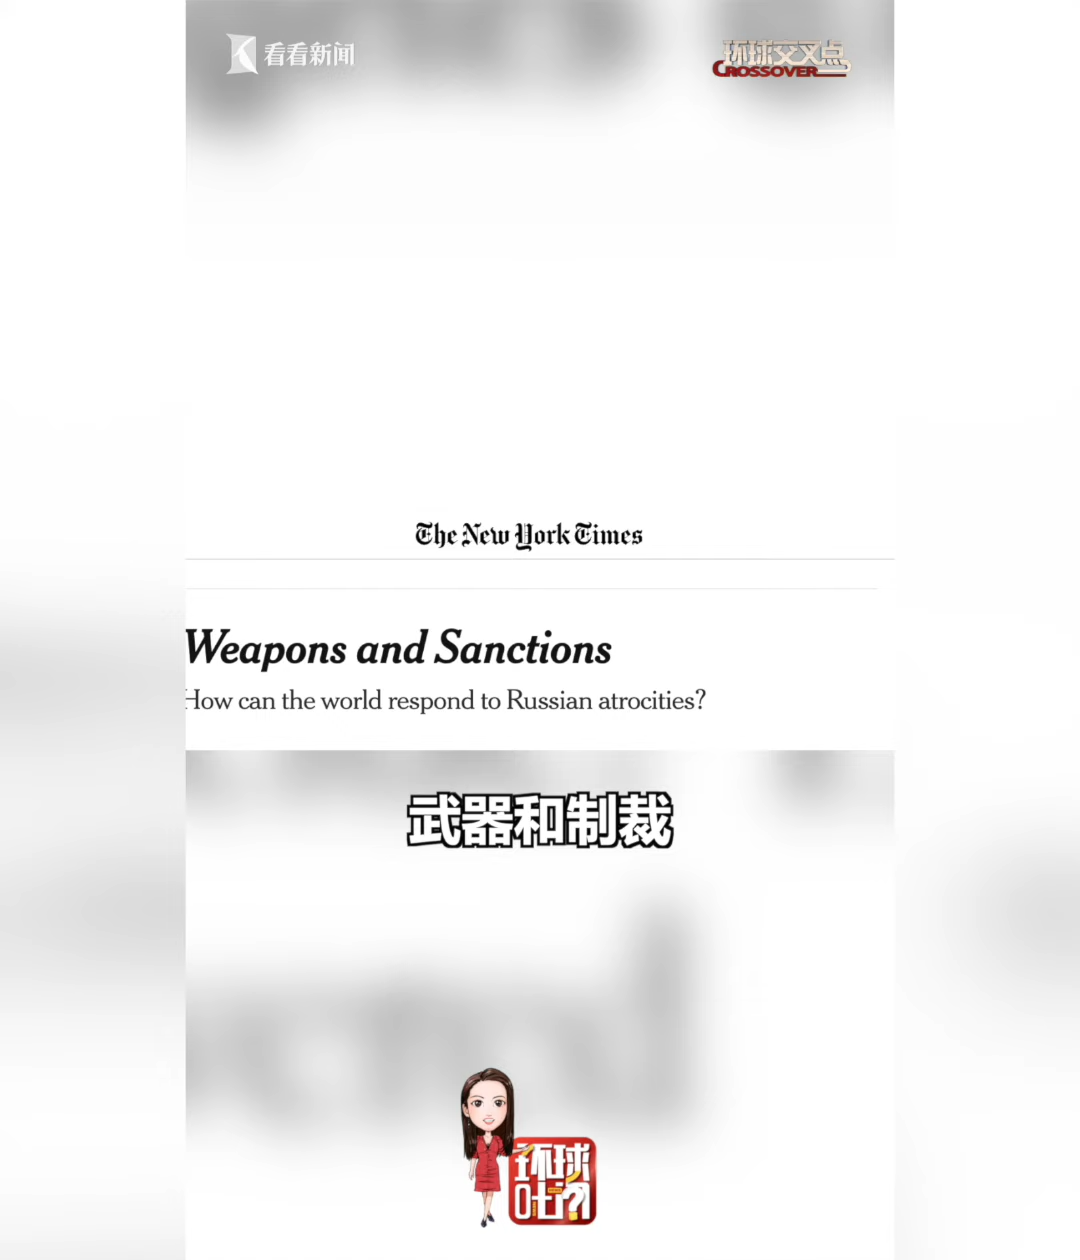 看看新闻
环球交叉点
CROSSOVER
The New York Times
Weapons and Sanctions
How can the world respond to Russian atrocities?
武器和制裁
环球
吐